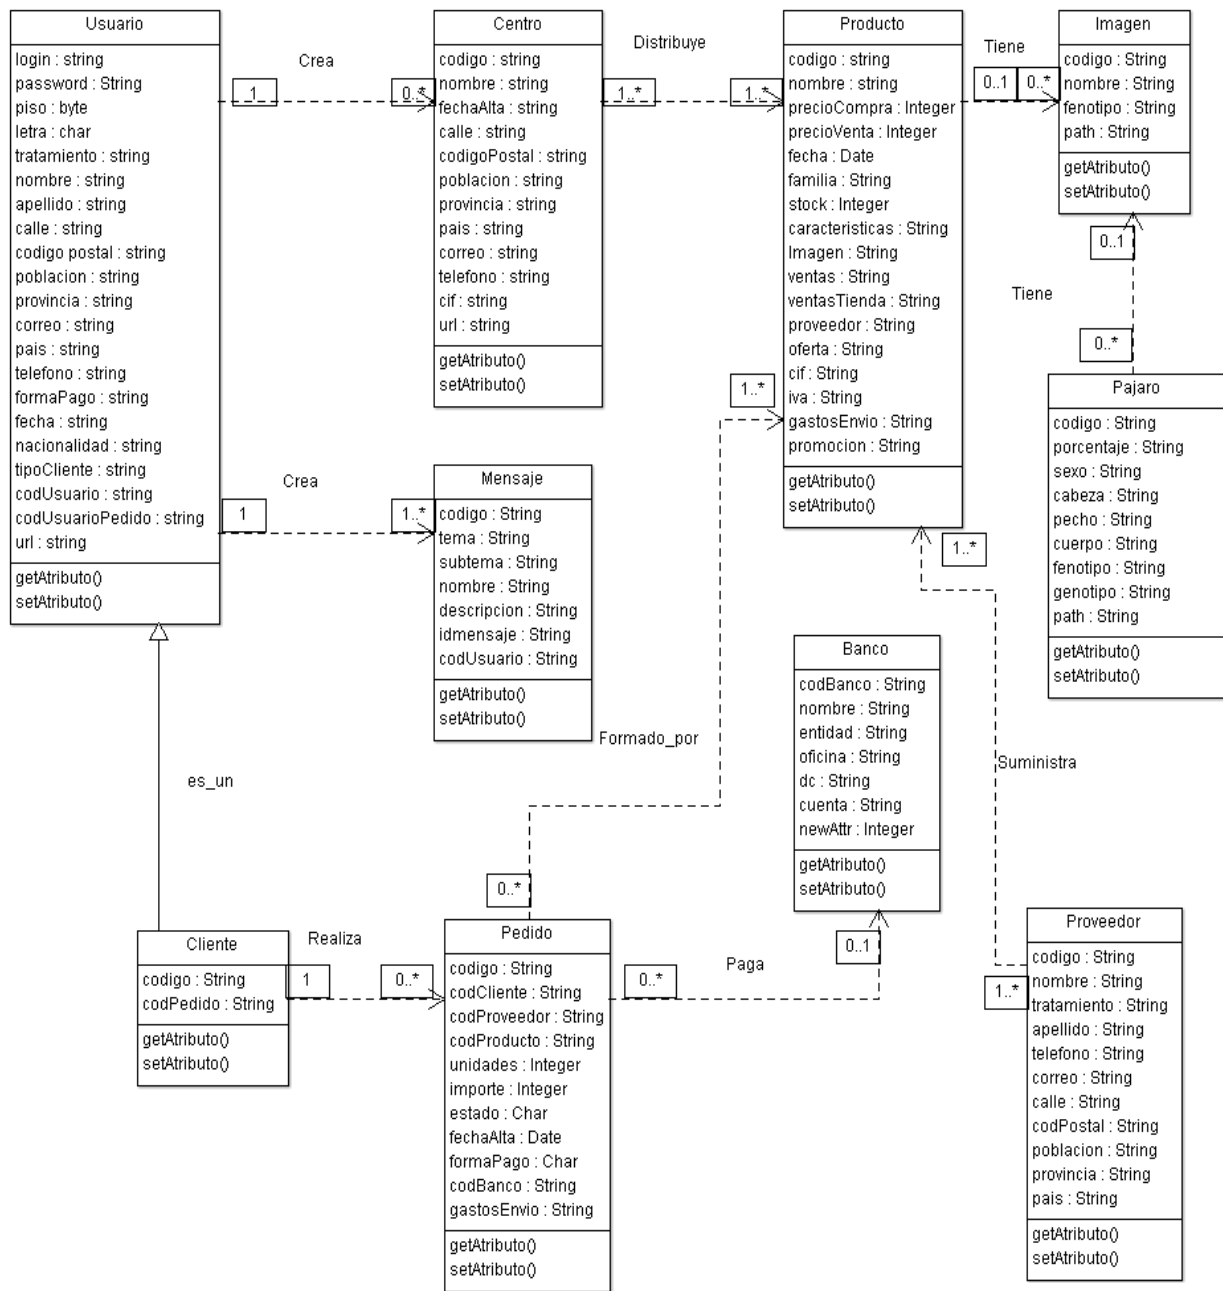 Usuario
login : string
password : String
piso : byte
letra : char
tratamiento : string
nombre : string
apellido : string
calle : string
codigo postal : string
poblacion : string
provincia : string
correo : string
pais : string
telefono : string
formaPago : string
fecha : string
nacionalidad : string
tipoCliente : string
codUsuario : string
codUsuarioPedido : string
url : string
getAtributo()
setAtributo()
Crea
1
0..*
Centro
codigo : string
nombre : string
fechaAlta : string
calle : string
codigoPostal : string
poblacion : string
provincia : string
pais : string
correo : string
telefono : string
cif : string
url : string
getAtributo()
setAtributo()
Distribuye
1..*
1..*
Producto
codigo : string
nombre : string
precioCompra : Integer
precioVenta : Integer
fecha : Date
familia : String
stock : Integer
caracteristicas : String
Imagen : String
ventas : String
ventasTienda : String
proveedor : String
oferta : String
cif : String
iva : String
gastosEnvio : String
promocion : String
getAtributo()
setAtributo()
Tiene
0..1
0..*
Imagen
codigo : String
nombre : String
fenotipo : String
path : String
getAtributo()
setAtributo()
0..1
Tiene
0..*
Pajaro
codigo : String
porcentaje : String
sexo : String
cabeza : String
pecho : String
cuerpo : String
fenotipo : String
genotipo : String
path : String
getAtributo()
setAtributo()
Crea
1
1..*
Mensaje
codigo : String
tema : String
subtema : String
nombre : String
descripcion : String
idmensaje : String
codUsuario : String
getAtributo()
setAtributo()
1..*
Formado_por
0..*
1..*
Suministra
1..*
Banco
codBanco : String
nombre : String
entidad : String
oficina : String
dc : String
cuenta : String
newAttr : Integer
getAtributo()
setAtributo()
es_un
Cliente
codigo : String
codPedido : String
getAtributo()
setAtributo()
Realiza
1
0..*
Pedido
codigo : String
codCliente : String
codProveedor : String
codProducto : String
unidades : Integer
importe : Integer
estado : Char
fechaAlta : Date
formaPago : Char
codBanco : String
gastosEnvio : String
getAtributo()
setAtributo()
0..*
Paga
0..1
Proveedor
codigo : String
nombre : String
tratamiento : String
apellido : String
telefono : String
correo : String
calle : String
codPostal : String
poblacion : String
provincia : String
pais : String
getAtributo()
setAtributo()